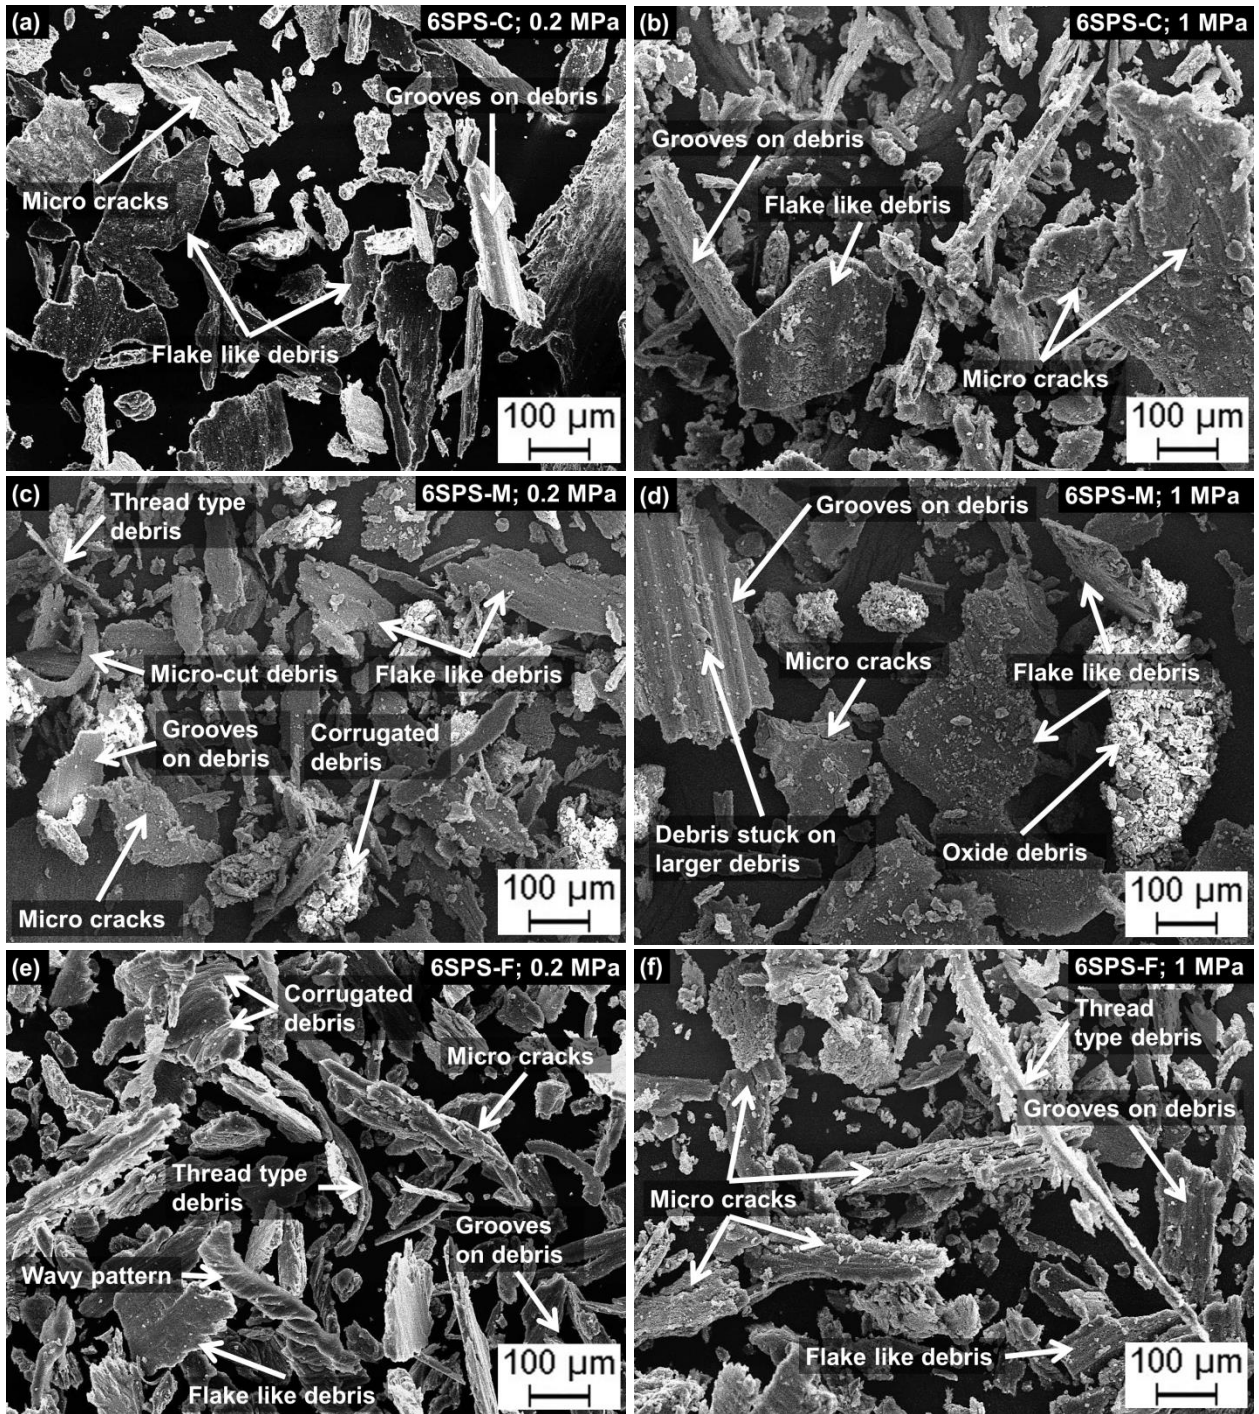 (a)
6SPS-C; 0.2 MPa
Grooves on debris
Micro cracks
Flake like debris
100 µm
(b)
6SPS-C; 1 MPa
Grooves on debris
Flake like debris
Micro cracks
100 µm
(c)
6SPS-M; 0.2 MPa
Thread type
debris
Micro-cut debris
Flake like debris
Grooves
on debris
Corrugated
debris
Micro cracks
100 µm
(d)
6SPS-M; 1 MPa
Grooves on debris
Micro cracks
Flake like debris
Debris stuck on
larger debris
Oxide debris
100 µm
(e)
6SPS-F; 0.2 MPa
Corrugated
debris
Micro cracks
Thread type
debris
Grooves
on debris
Wavy pattern
Flake like debris
100 µm
(f)
6SPS-F; 1 MPa
Thread
type debris
Grooves on debris
Micro cracks
Flake like debris
100 µm